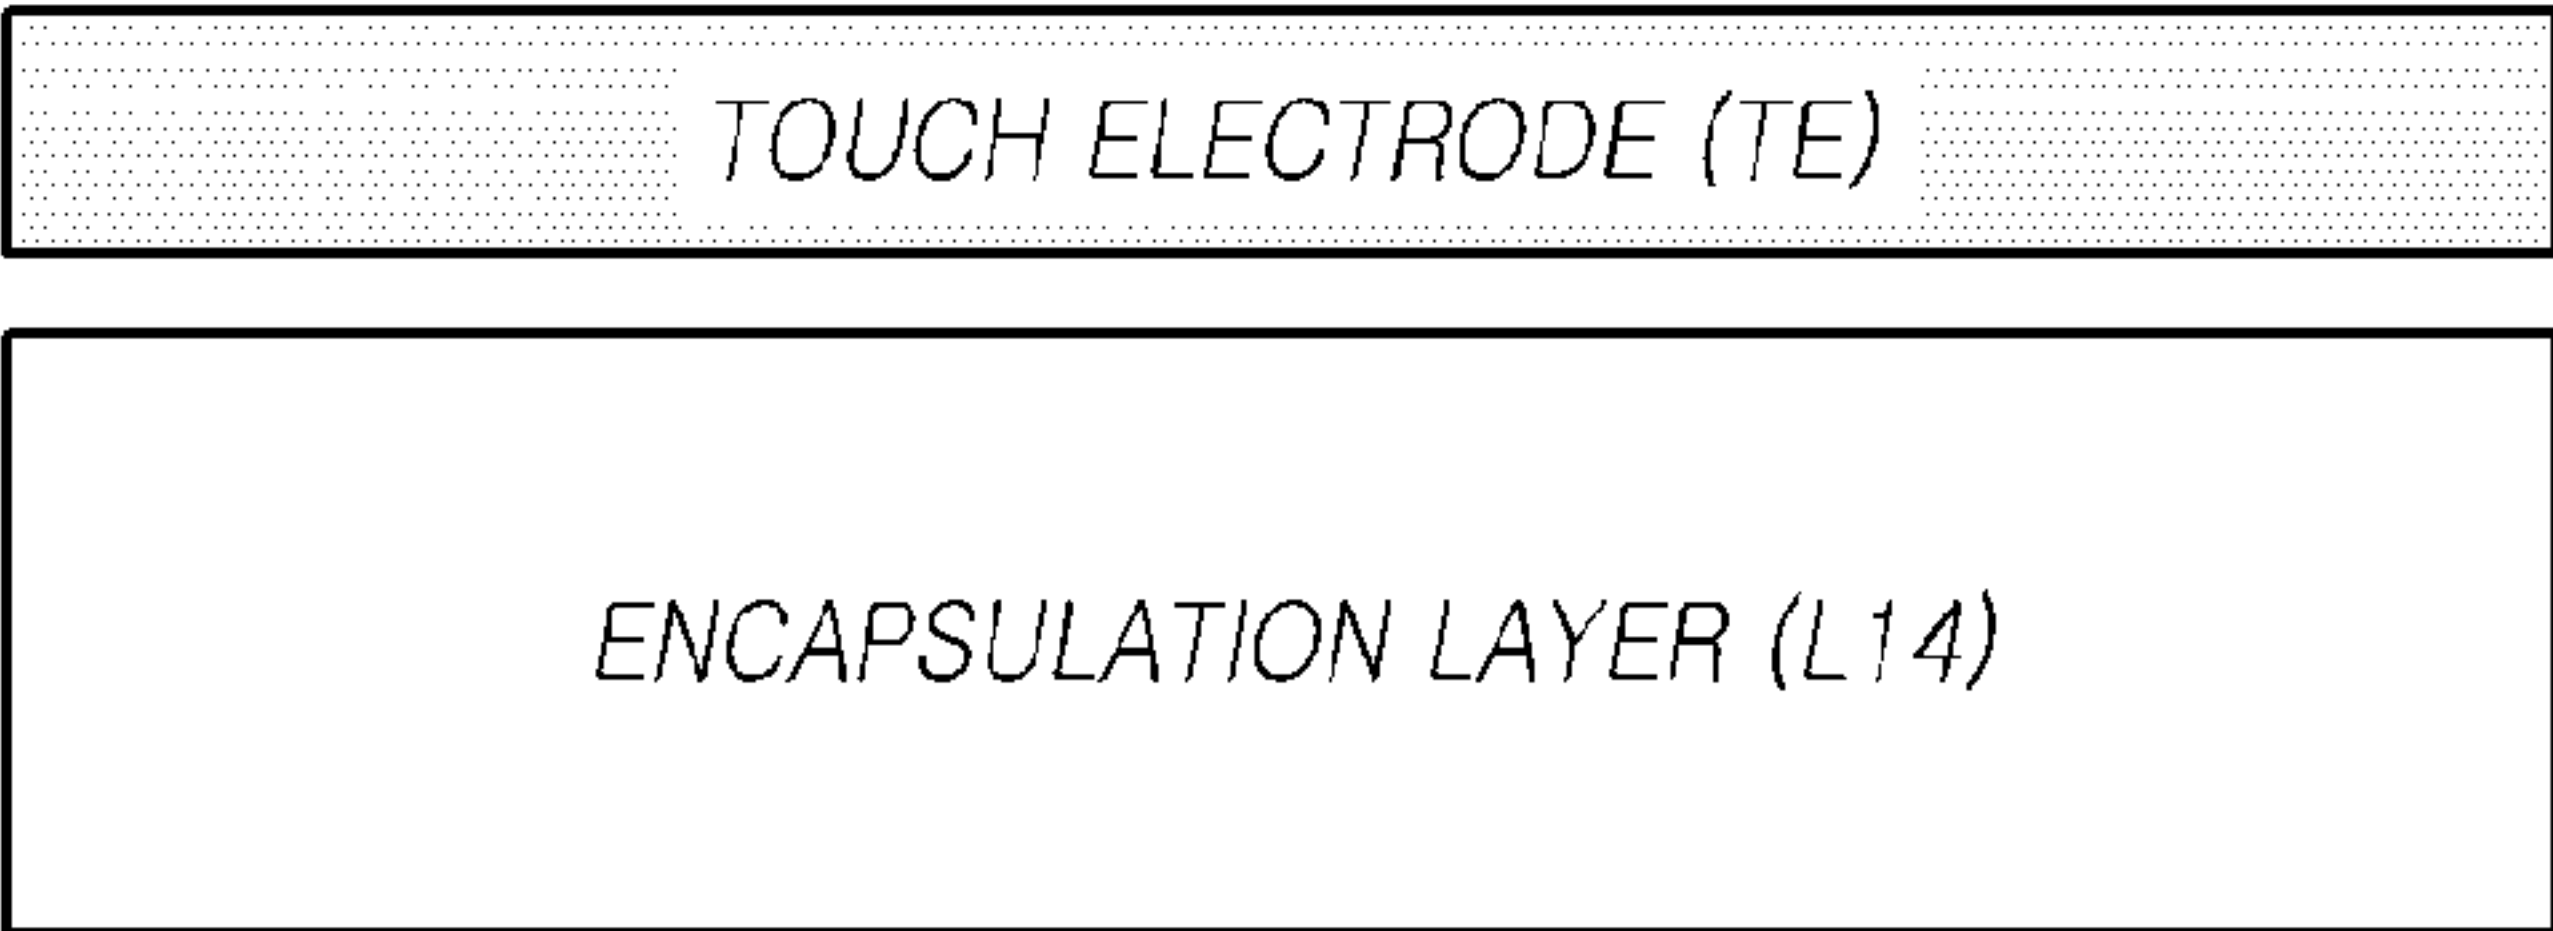 TOUCH ELECTRODE (TE)
ENCAPSULATION LAYER (L14)